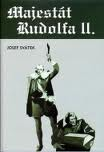 Majestát
Rudolfa II.
JOSEF SVÁTEK